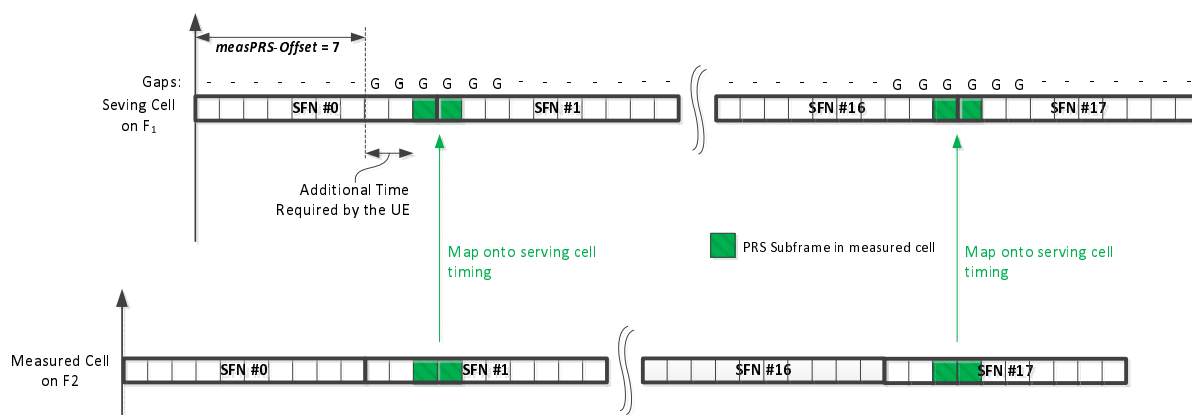 measPRS-Offset = 7
Gaps: - - - - - - - G G G G G G - - - - - - - - - - - - - - G G G G G G - - - - - - -
Seving Cell
on F1
SFN #0
SFN #1
SFN #16
SFN #17
Additional Time
Required by the UE
Map onto serving cell
timing
PRS Subframe in measured cell
Map onto serving cell
timing
Measured Cell
on F2
SFN #0
SFN #1
SFN #16
SFN #17